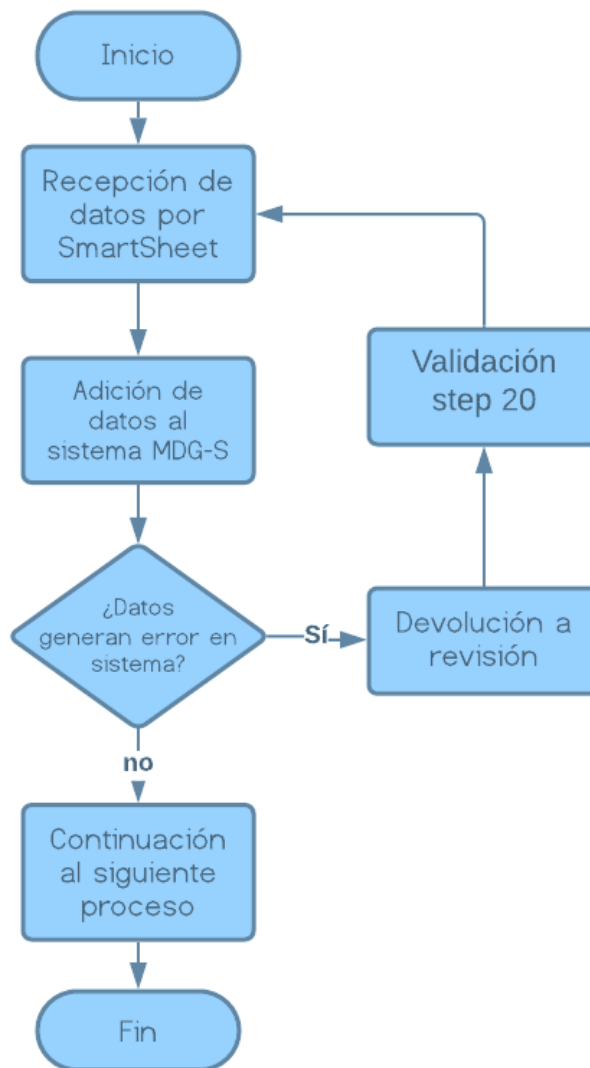 Inicio
Recepción de
datos por
SmartSheet
Adición de
datos al
sistema MDG-S
¿Datos
generan error en
sistema?
Sí
Devolución a
revisión
Validación
step 20
no
Continuación
al siguiente
proceso
Fin